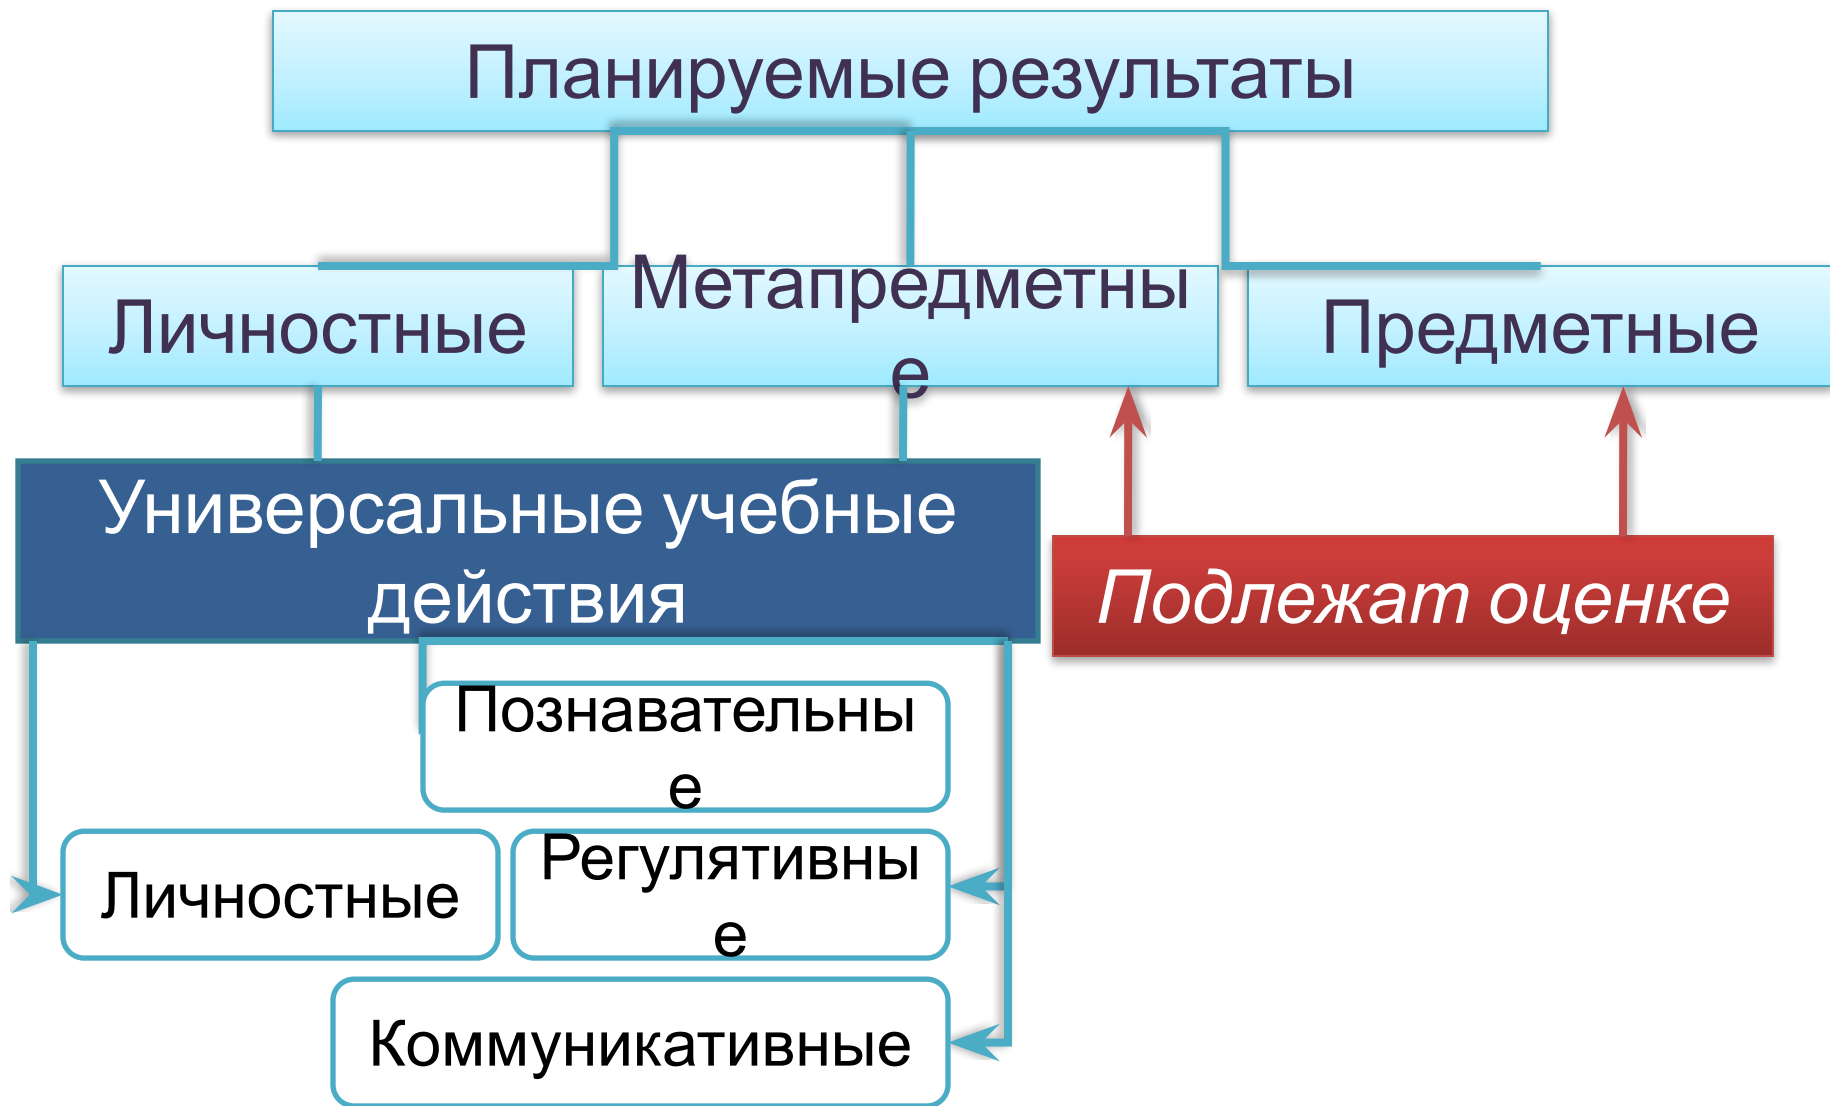 Планируемые результаты
Личностные
Метапредметны
е
Предметные
Универсальные учебные
действия
Подлежат оценке
Познавательны
е
Личностные
Регулятивны
е
Коммуникативные